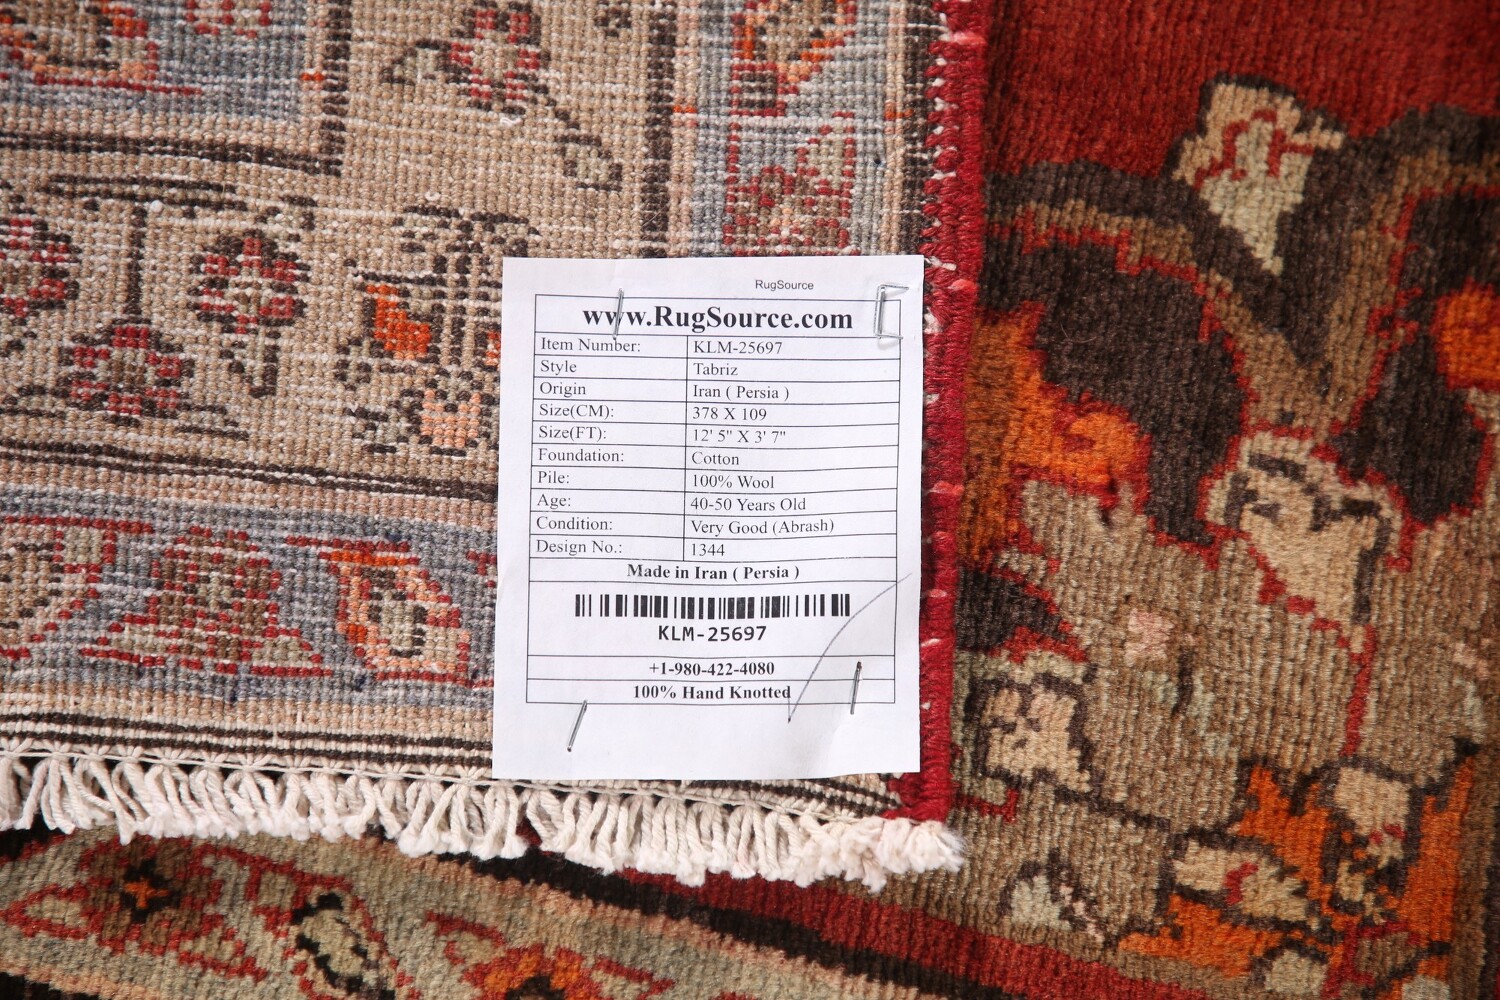 RugSource
www.RugSource.com
Item Number: KLM-25697
Style Tabriz
Origin Iran ( Persia )
Size(CM): 378 X 109
Size(FT): 12' 5" X 3' 7"
Foundation: Cotton
Pile: 100% Wool
Age: 40-50 Years Old
Condition: Very Good (Abrash)
Design No.: 1344
Made in Iran ( Persia )
KLM-25697
+1-980-422-4080
100% Hand Knotted